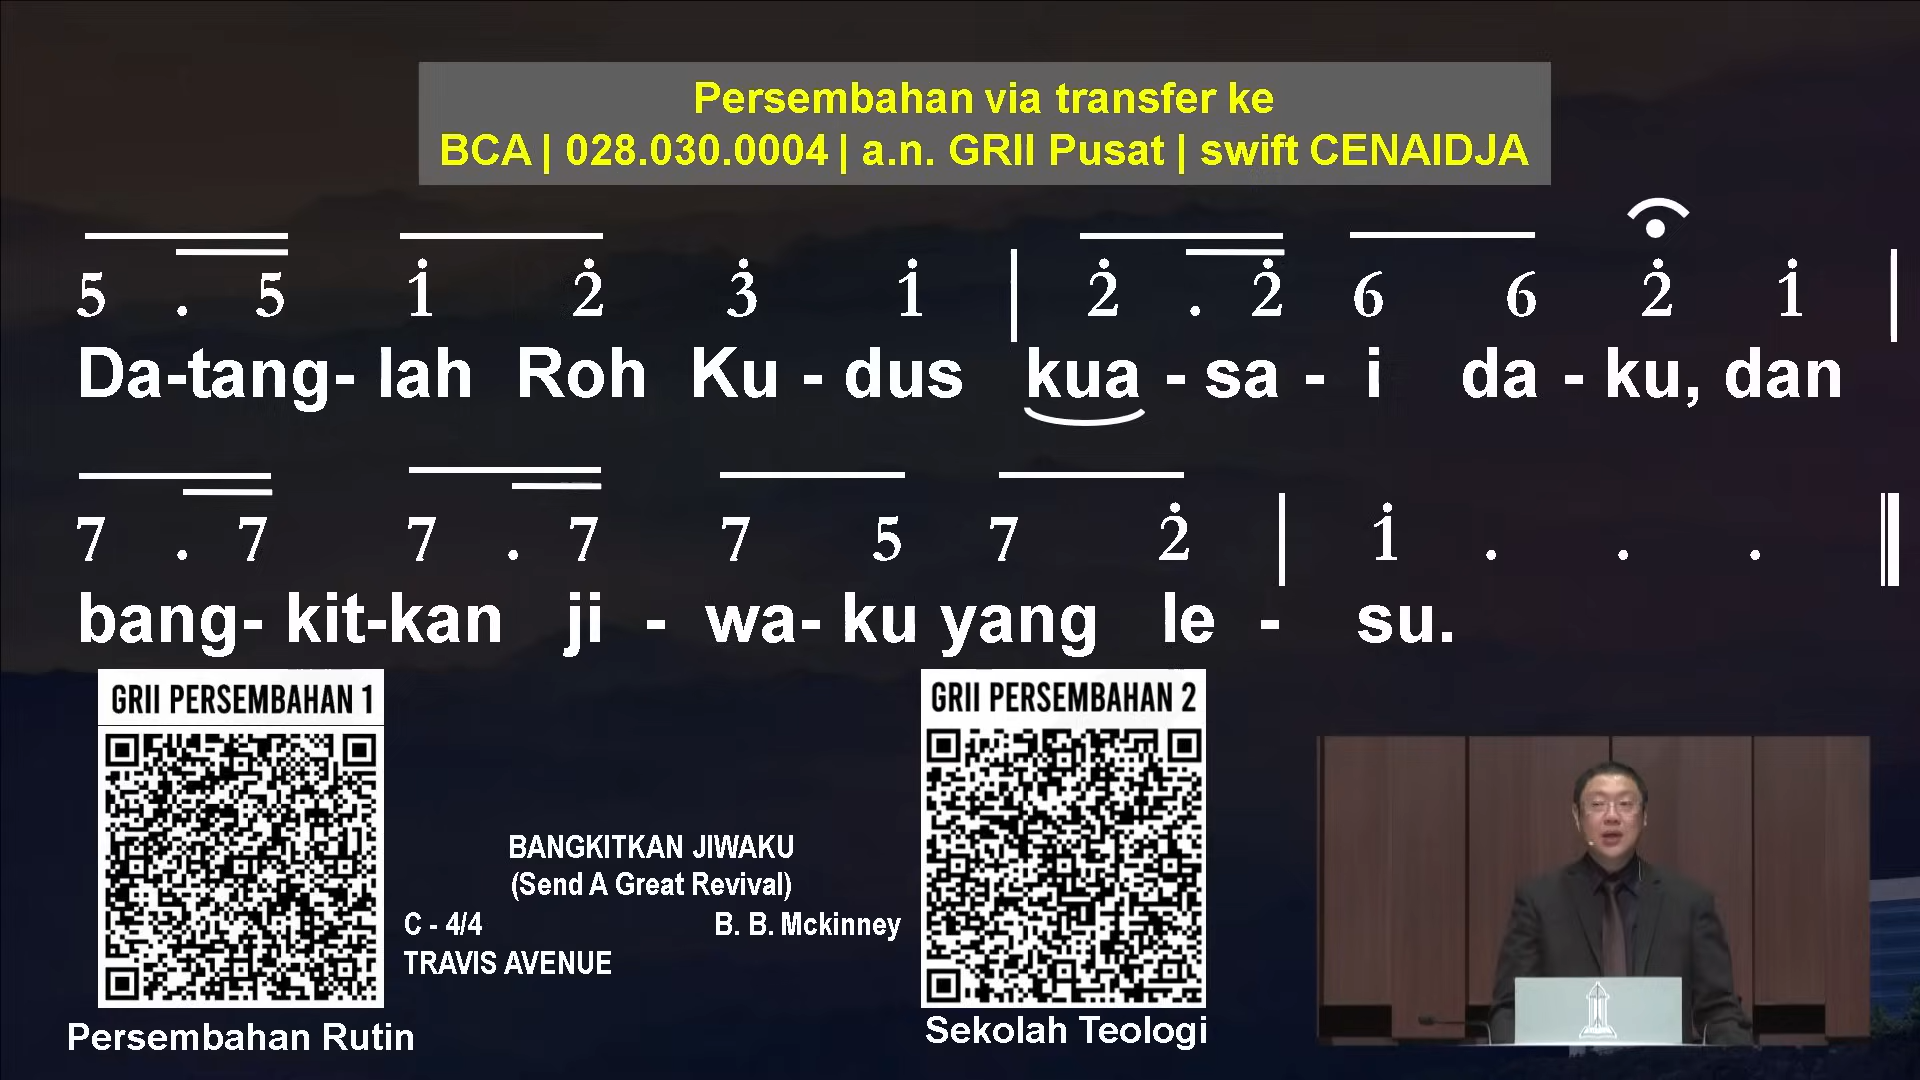 Persembahan via transfer ke
BCA | 028.030.0004 | a.n. GRII Pusat | swift CENAIDJA
5 . 5 1̇ 2̇ 3̇ 1̇ | 2̇ . 2̇ 6 6 2̇ 1̇ |
Da-tang- lah Roh Ku - dus kua - sa - i da - ku, dan
7 . 7 7 . 7 7 5 7 2̇ | 1̇ . . . ||
bang- kit-kan ji - wa- ku yang le - su.
GRII PERSEMBAHAN 1
Persembahan Rutin
BANGKITKAN JIWAKU
(Send A Great Revival)
C - 4/4 B. B. Mckinney
TRAVIS AVENUE
GRII PERSEMBAHAN 2
Sekolah Teologi